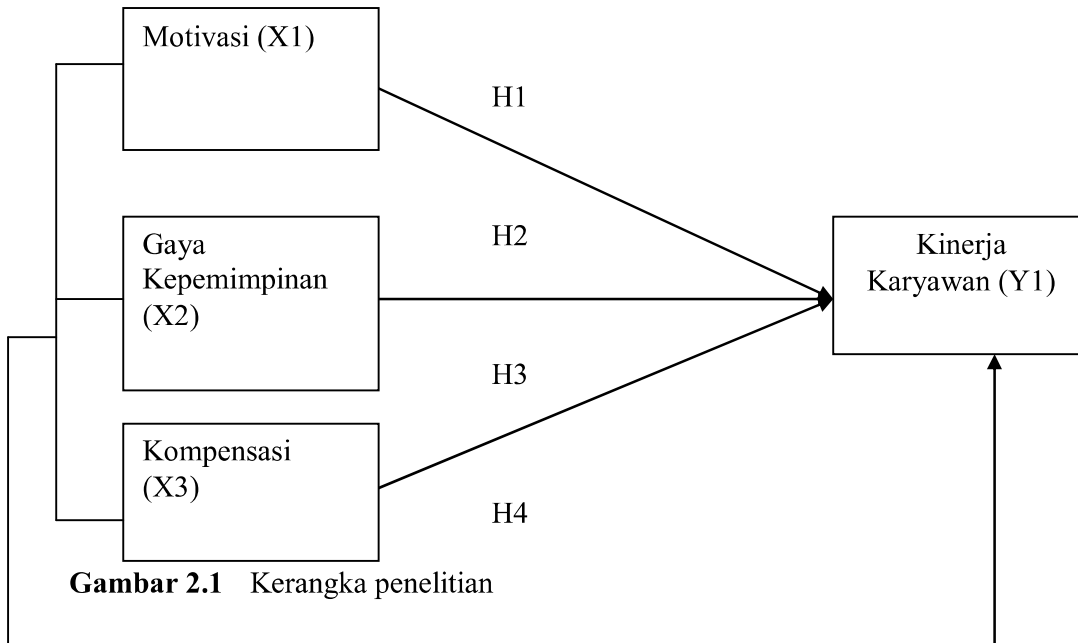 Motivasi (X1)
H1
Gaya
Kepemimpinan
(X2)
H2
Kinerja
Karyawan (Y1)
H3
Kompensasi
(X3)
H4
Gambar 2.1 Kerangka penelitian